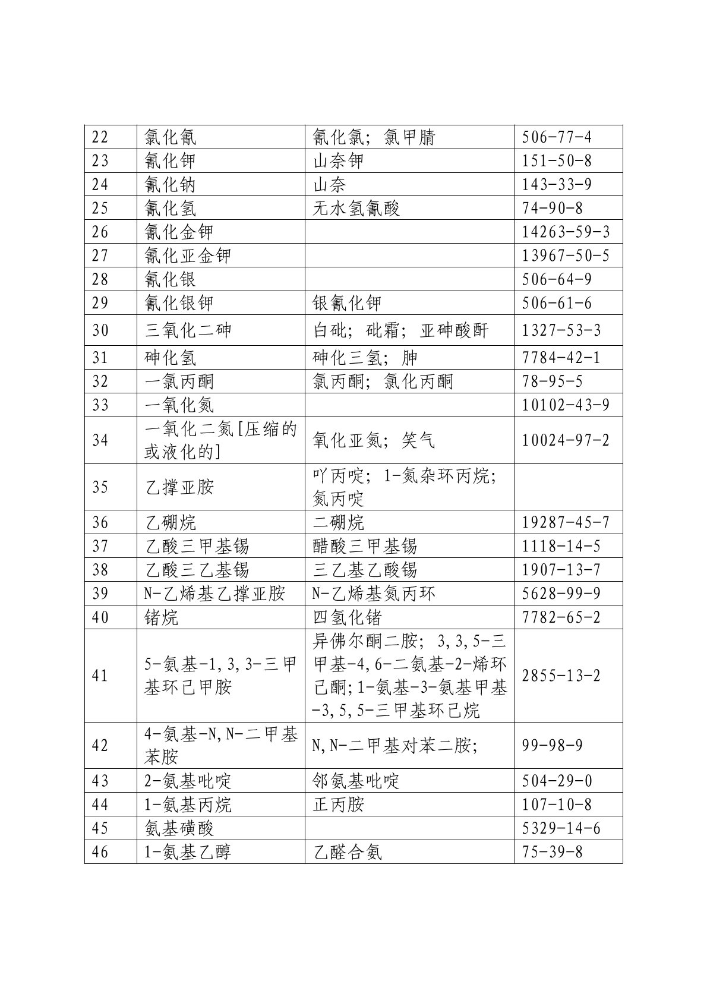 22 氯化氰 氰化氯；氯甲腈 506-77-4
23 氰化钾 山奈钾 151-50-8
24 氰化钠 山奈 143-33-9
25 氰化氢 无水氢氰酸 74-90-8
26 氰化金钾 14263-59-3
27 氰化亚金钾 13967-50-5
28 氰化银 506-64-9
29 氰化银钾 银氰化钾 506-61-6
30 三氧化二砷 白砒；砒霜；亚砷酸酐 1327-53-3
31 砷化氢 砷化三氢；胂 7784-42-1
32 一氯丙酮 氯丙酮；氯化丙酮 78-95-5
33 一氧化氮 10102-43-9
34 一氧化二氮[压缩的
或液化的] 氧化亚氮；笑气 10024-97-2
35 乙撑亚胺 吖丙啶；1-氮杂环丙烷；
氮丙啶
36 乙硼烷 二硼烷 19287-45-7
37 乙酸三甲基锡 醋酸三甲基锡 1118-14-5
38 乙酸三乙基锡 三乙基乙酸锡 1907-13-7
39 N-乙烯基乙撑亚胺 N-乙烯基氮丙环 5628-99-9
40 锗烷 四氢化锗 7782-65-2
41 5-氨基-1,3,3-三甲
基环己甲胺 异佛尔酮二胺；3,3,5-三
甲基-4,6-二氨基-2-烯环
己酮;1-氨基-3-氨基甲基
-3,5,5-三甲基环己烷 2855-13-2
42 4-氨基-N,N-二甲基
苯胺 N,N-二甲基对苯二胺； 99-98-9
43 2-氨基吡啶 邻氨基吡啶 504-29-0
44 1-氨基丙烷 正丙胺 107-10-8
45 氨基磺酸 5329-14-6
46 1-氨基乙醇 乙醛合氨 75-39-8